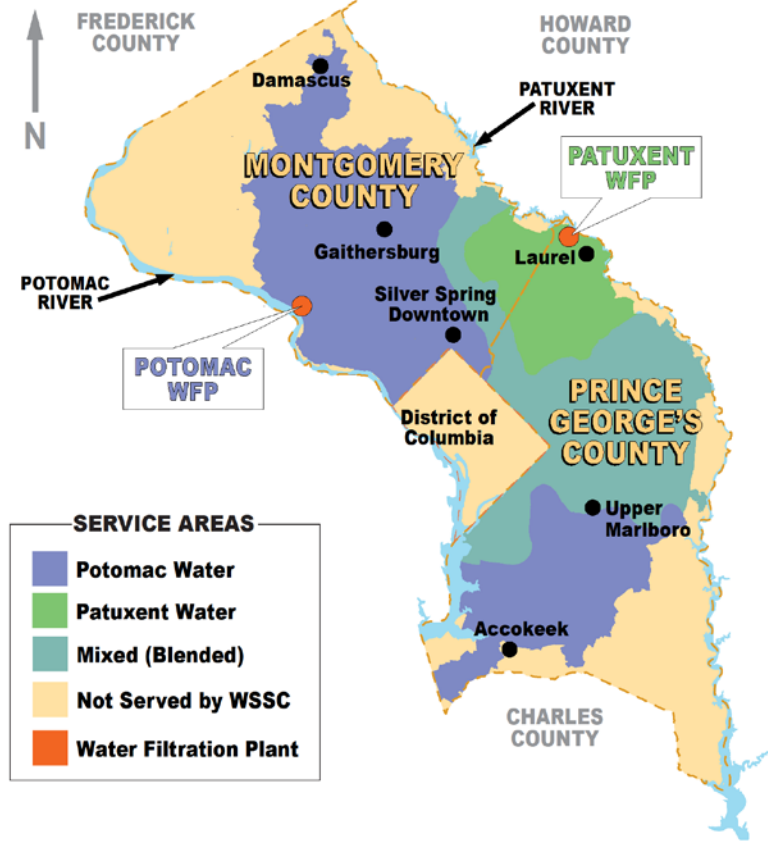 FREDERICK
COUNTY
HOWARD
COUNTY
N
Damascus
PATUXENT
RIVER
MONTGOMERY
COUNTY
PATUXENT
WFP
Gaithersburg
Laurel
POTOMAC
RIVER
Silver Spring
Downtown
POTOMAC
WFP
PRINCE
GEORGE'S
COUNTY
District of
Columbia
Upper
Marlboro
SERVICE AREAS
Potomac Water
Patuxent Water
Mixed (Blended)
Not Served by WSSC
Water Filtration Plant
Accokeek
CHARLES
COUNTY